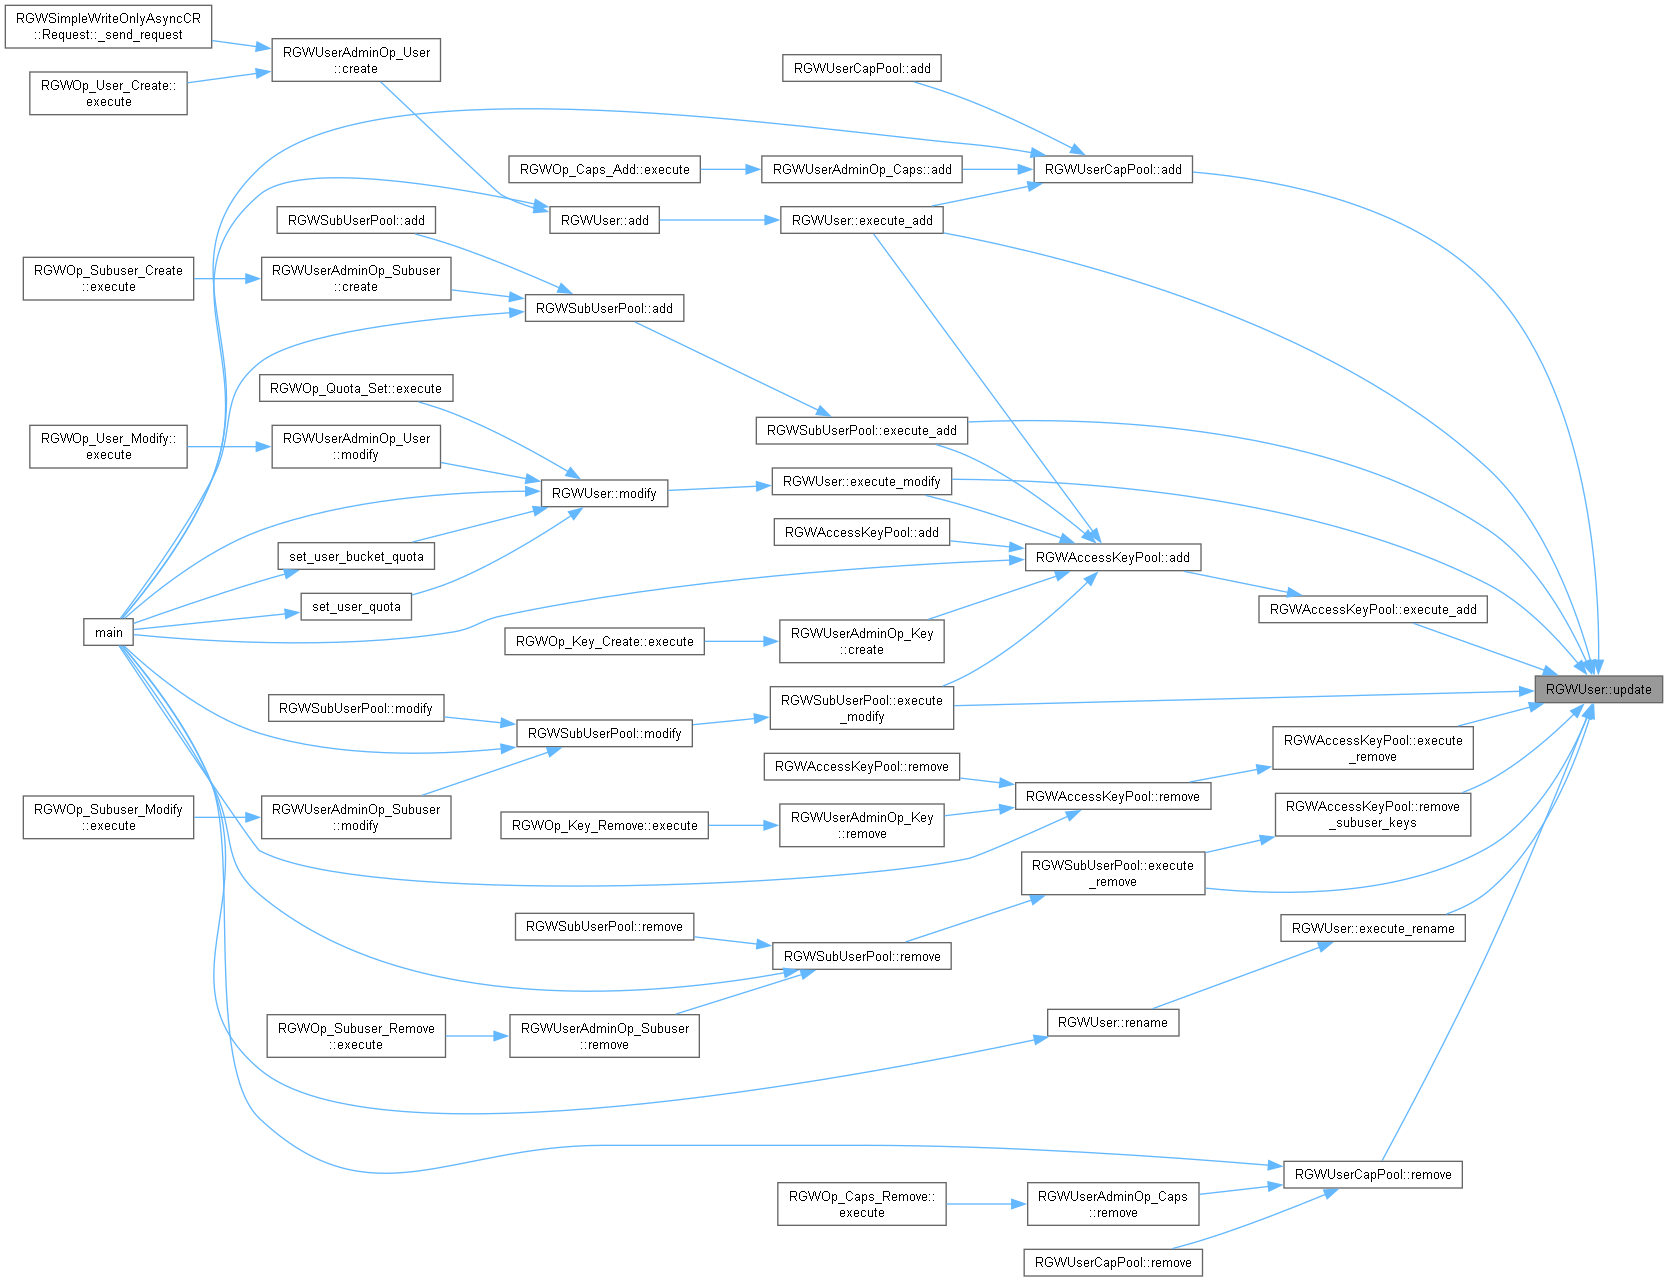 RGWSimpleWriteOnlyAsyncCR
::Request::_send_request
RGWUserAdminOp_User
::create
RGWOp_User_Create::
execute
RGWUserCapPool::add
RGWOp_Caps_Add::execute
RGWUserAdminOp_Caps::add
RGWUserCapPool::add
RGWSubUserPool::add
RGWUser::add
RGWUser::execute_add
RGWOp_Subuser_Create
::execute
RGWUserAdminOp_Subuser
::create
RGWSubUserPool::add
RGWOp_Quota_Set::execute
RGWOp_User_Modify::
execute
RGWUserAdminOp_User
::modify
RGWSubUserPool::execute_add
RGWUser::modify
RGWUser::execute_modify
RGWAccessKeyPool::add
set_user_bucket_quota
RGWAccessKeyPool::add
set_user_quota
RGWAccessKeyPool::execute_add
main
RGWOp_Key_Create::execute
RGWUserAdminOp_Key
::create
RGWUser::update
RGWSubUserPool::modify
RGWSubUserPool::execute
_modify
RGWSubUserPool::modify
RGWAccessKeyPool::execute
_remove
RGWAccessKeyPool::remove
RGWAccessKeyPool::remove
RGWOp_Subuser_Modify
::execute
RGWUserAdminOp_Subuser
::modify
RGWOp_Key_Remove::execute
RGWUserAdminOp_Key
::remove
RGWAccessKeyPool::remove
_subuser_keys
RGWSubUserPool::execute
_remove
RGWSubUserPool::remove
RGWUser::execute_rename
RGWSubUserPool::remove
RGWOp_Subuser_Remove
::execute
RGWUserAdminOp_Subuser
::remove
RGWUser::rename
RGWUserCapPool::remove
RGWOp_Caps_Remove::
execute
RGWUserAdminOp_Caps
::remove
RGWUserCapPool::remove